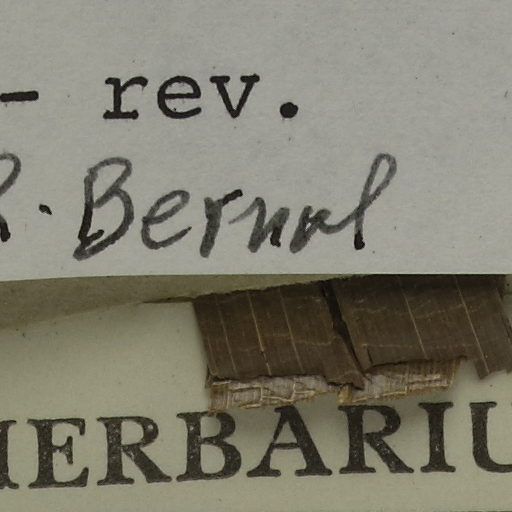 - rev.
R. Bernal
HERBARIU